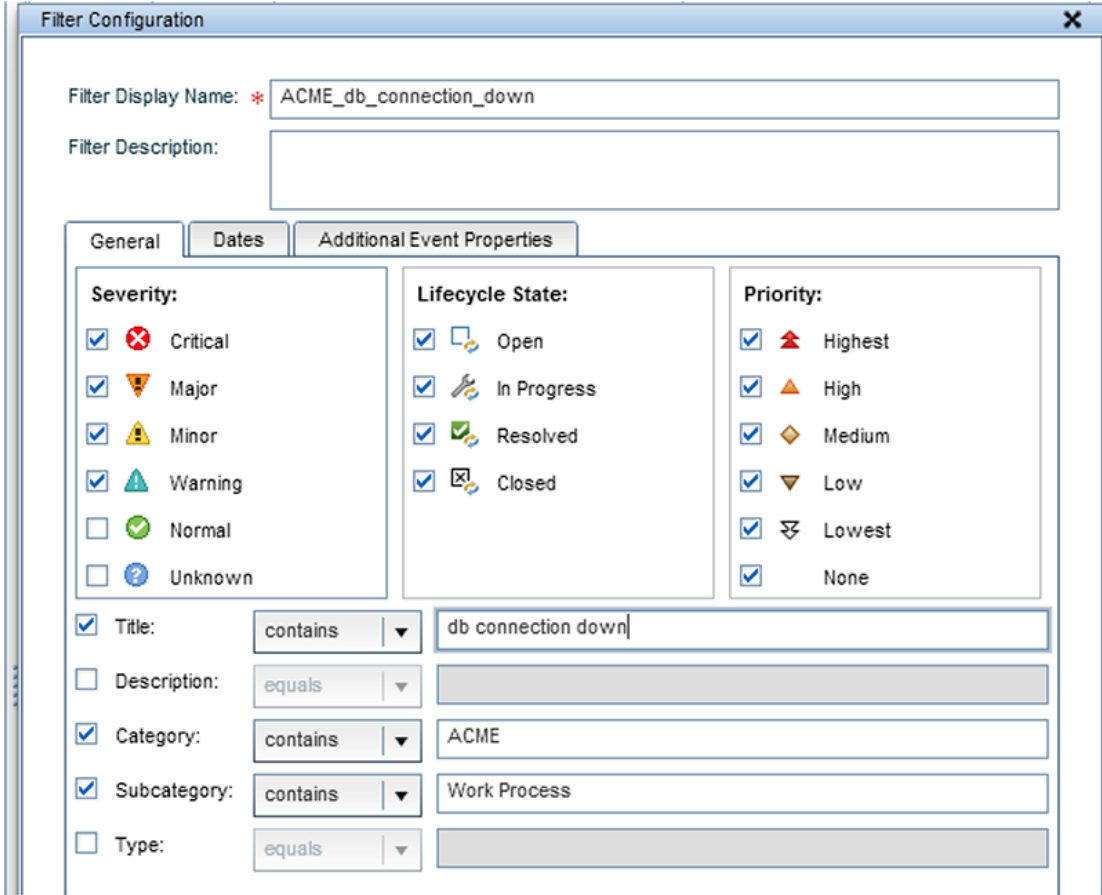 Filter Configuration
Filter Display Name: * ACME_db_connection_down
Filter Description:
General Dates Additional Event Properties
Severity: Lifecycle State: Priority:
Critical Open Highest
Major In Progress High
Minor Resolved Medium
Warning Closed Low
Normal Lowest
Unknown None
Title: contains db connection down
Description: equals
Category: contains ACME
Subcategory: contains Work Process
Type: equals